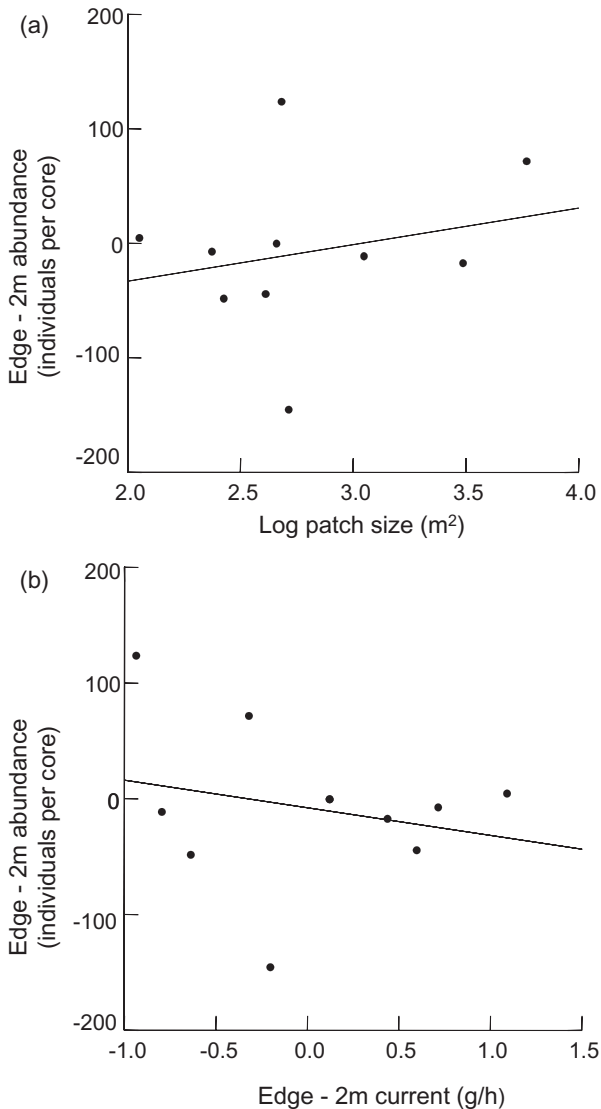 (a)
200
100
0
-100
-200
Edge - 2m abundance
(individuals per core)
2.0 2.5 3.0 3.5 4.0
Log patch size (m²)
(b)
200
100
0
-100
-200
Edge - 2m abundance
(individuals per core)
-1.0 -0.5 0.0 0.5 1.0 1.5
Edge - 2m current (g/h)